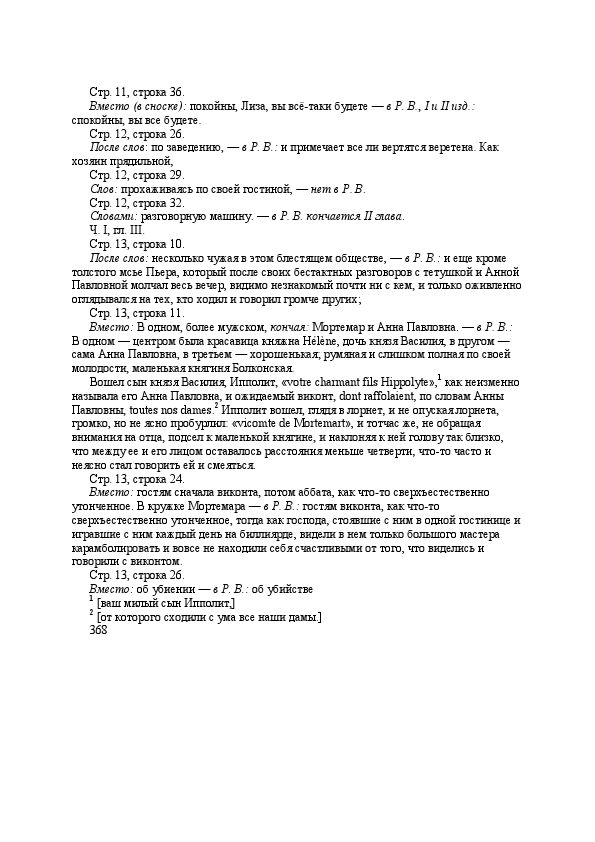 Стр. 11, строка 36.
Вместо (в сноске): покойны, Лиза, вы всё-таки будете — в Р. В., I и II изд.:
спокойны, вы все будете.
Стр. 12, строка 26.
После слов: по заведению, — в Р. В.: и примечает все ли вертятся веретена. Как
хозяин прядильной,
Стр. 12, строка 29.
Слов: прохаживаясь по своей гостиной, — нет в Р. В.
Стр. 12, строка 32.
Словами: разговорную машину. — в Р. В. кончается II глава.
Ч. I, гл. III.
Стр. 13, строка 10.
После слов: несколько чужая в этом блестящем обществе, — в Р. В.: и еще кроме
толстого мсье Пьера, который после своих бестактных разговоров с тетушкой и Анной
Павловной молчал весь вечер, видимо незнакомый почти ни с кем, и только оживленно
оглядывался на тех, кто ходил и говорил громче других;
Стр. 13, строка 11.
Вместо: В одном, более мужском, кончая: Мортемар и Анна Павловна. — в Р. В.:
В одном — центром была красавица княжна Hélène, дочь князя Василия, в другом —
сама Анна Павловна, в третьем — хорошенькая, румяная и слишком полная по своей
молодости, маленькая княгиня Болконская.
Вошел сын князя Василия, Ипполит, «votre charmant fils Hippolyte»,1 как неизменно
называла его Анна Павловна, и ожидаемый виконт, dont raffolaient, по словам Анны
Павловны, toutes nos dames.2 Ипполит вошел, глядя в лорнет, и не опуская лорнета,
громко, но не ясно пробурлил: «vicomte de Mortemart», и тотчас же, не обращая
внимания на отца, подсел к маленькой княгине, и наклоняя к ней голову так близко,
что между ее и его лицом оставалось расстояния меньше четверти, что-то часто и
неясно стал говорить ей и смеяться.
Стр. 13, строка 24.
Вместо: гостям сначала виконта, потом аббата, как что-то сверхъестественно
утонченное. В кружке Мортемара — в Р. В.: гостям виконта, как что-то
сверхъестественно утонченное, тогда как господа, стоявшие с ним в одной гостинице и
игравшие с ним каждый день на биллиярде, видели в нем только большого мастера
карамболировать и вовсе не находили себя счастливыми от того, что виделись и
говорили с виконтом.
Стр. 13, строка 26.
Вместо: об убиении — в Р. В.: об убийстве
1 [ваш милый сын Ипполит,]
2 [от которого сходили с ума все наши дамы.]
368